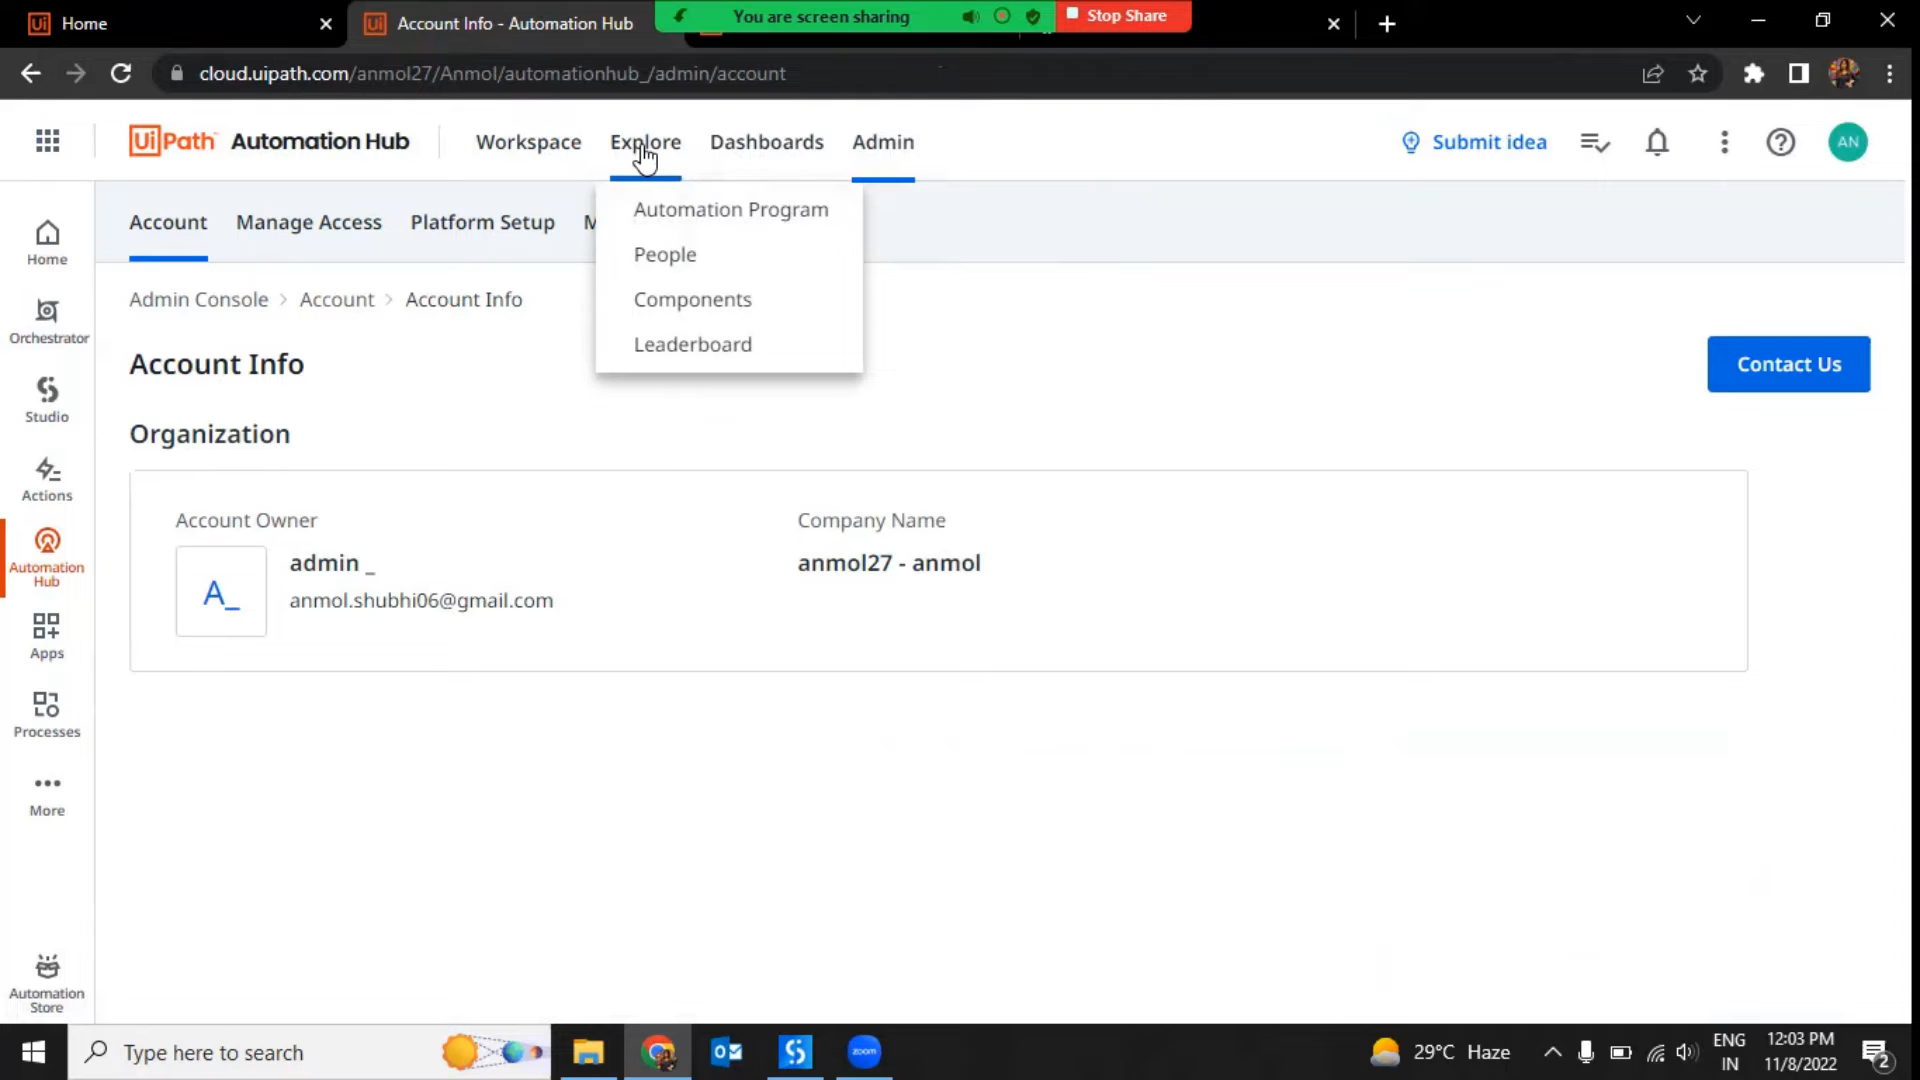 Home
Account Info - Automation Hub
You are screen sharing
Stop Share
cloud.uipath.com/anmol27/Anmol/automationhub_/admin/account
UiPath Automation Hub
Workspace
Explore
Dashboards
Admin
Submit idea
AN
Account
Manage Access
Platform Setup
M
Automation Program
People
Components
Leaderboard
Home
Orchestrator
Studio
Actions
Automation
Hub
Apps
Processes
More
Automation
Store
Admin Console > Account > Account Info
Account Info
Contact Us
Organization
Account Owner
A_
admin _
anmol.shubhi06@gmail.com
Company Name
anmol27 - anmol
Type here to search
zoom
29°C Haze
ENG
IN
12:03 PM
11/8/2022
2